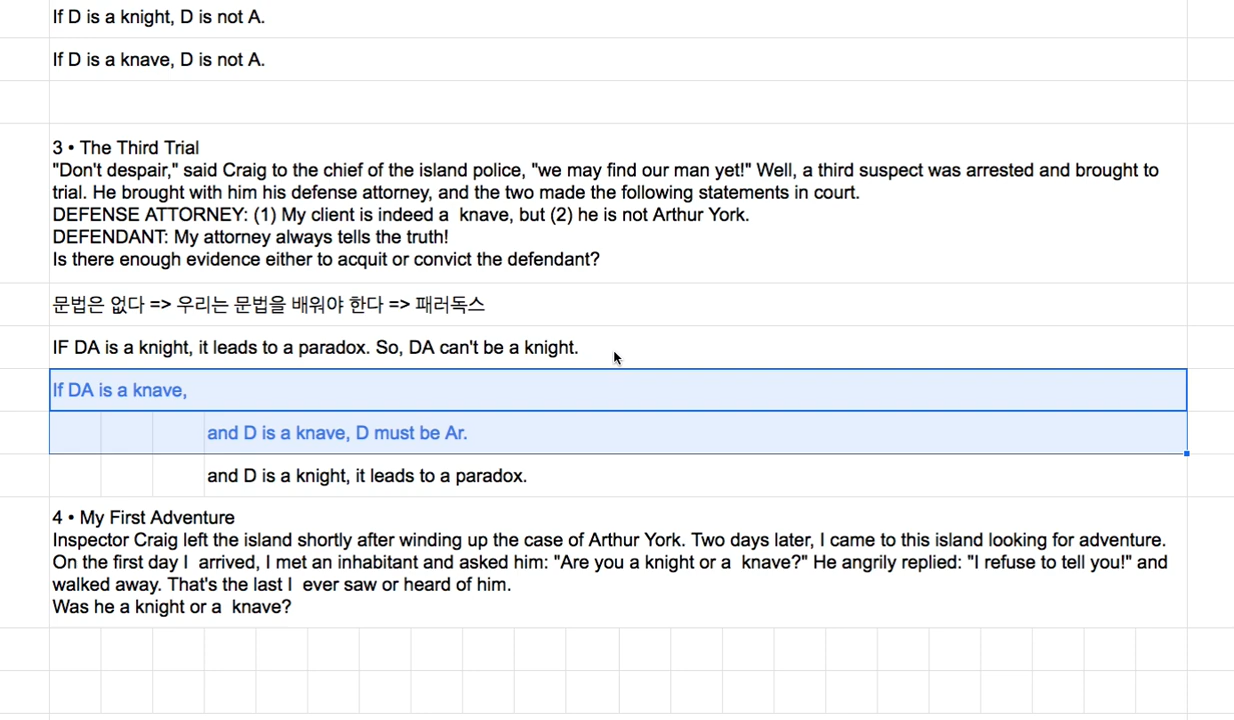 If D is a knight, D is not A.
If D is a knave, D is not A.
3 • The Third Trial
"Don't despair," said Craig to the chief of the island police, "we may find our man yet!" Well, a third suspect was arrested and brought to
trial. He brought with him his defense attorney, and the two made the following statements in court.
DEFENSE ATTORNEY: (1) My client is indeed a  knave, but (2) he is not Arthur York.
DEFENDANT: My attorney always tells the truth!
Is there enough evidence either to acquit or convict the defendant?
문법은 없다 => 우리는 문법을 배워야 한다 => 패러독스
IF DA is a knight, it leads to a paradox. So, DA can't be a knight.
If DA is a knave,
and D is a knave, D must be Ar.
and D is a knight, it leads to a paradox.
4 • My First Adventure
Inspector Craig left the island shortly after winding up the case of Arthur York. Two days later, I came to this island looking for adventure.
On the first day I  arrived, I met an inhabitant and asked him: "Are you a knight or a  knave?" He angrily replied: "I refuse to tell you!" and
walked away. That's the last I  ever saw or heard of him.
Was he a knight or a  knave?